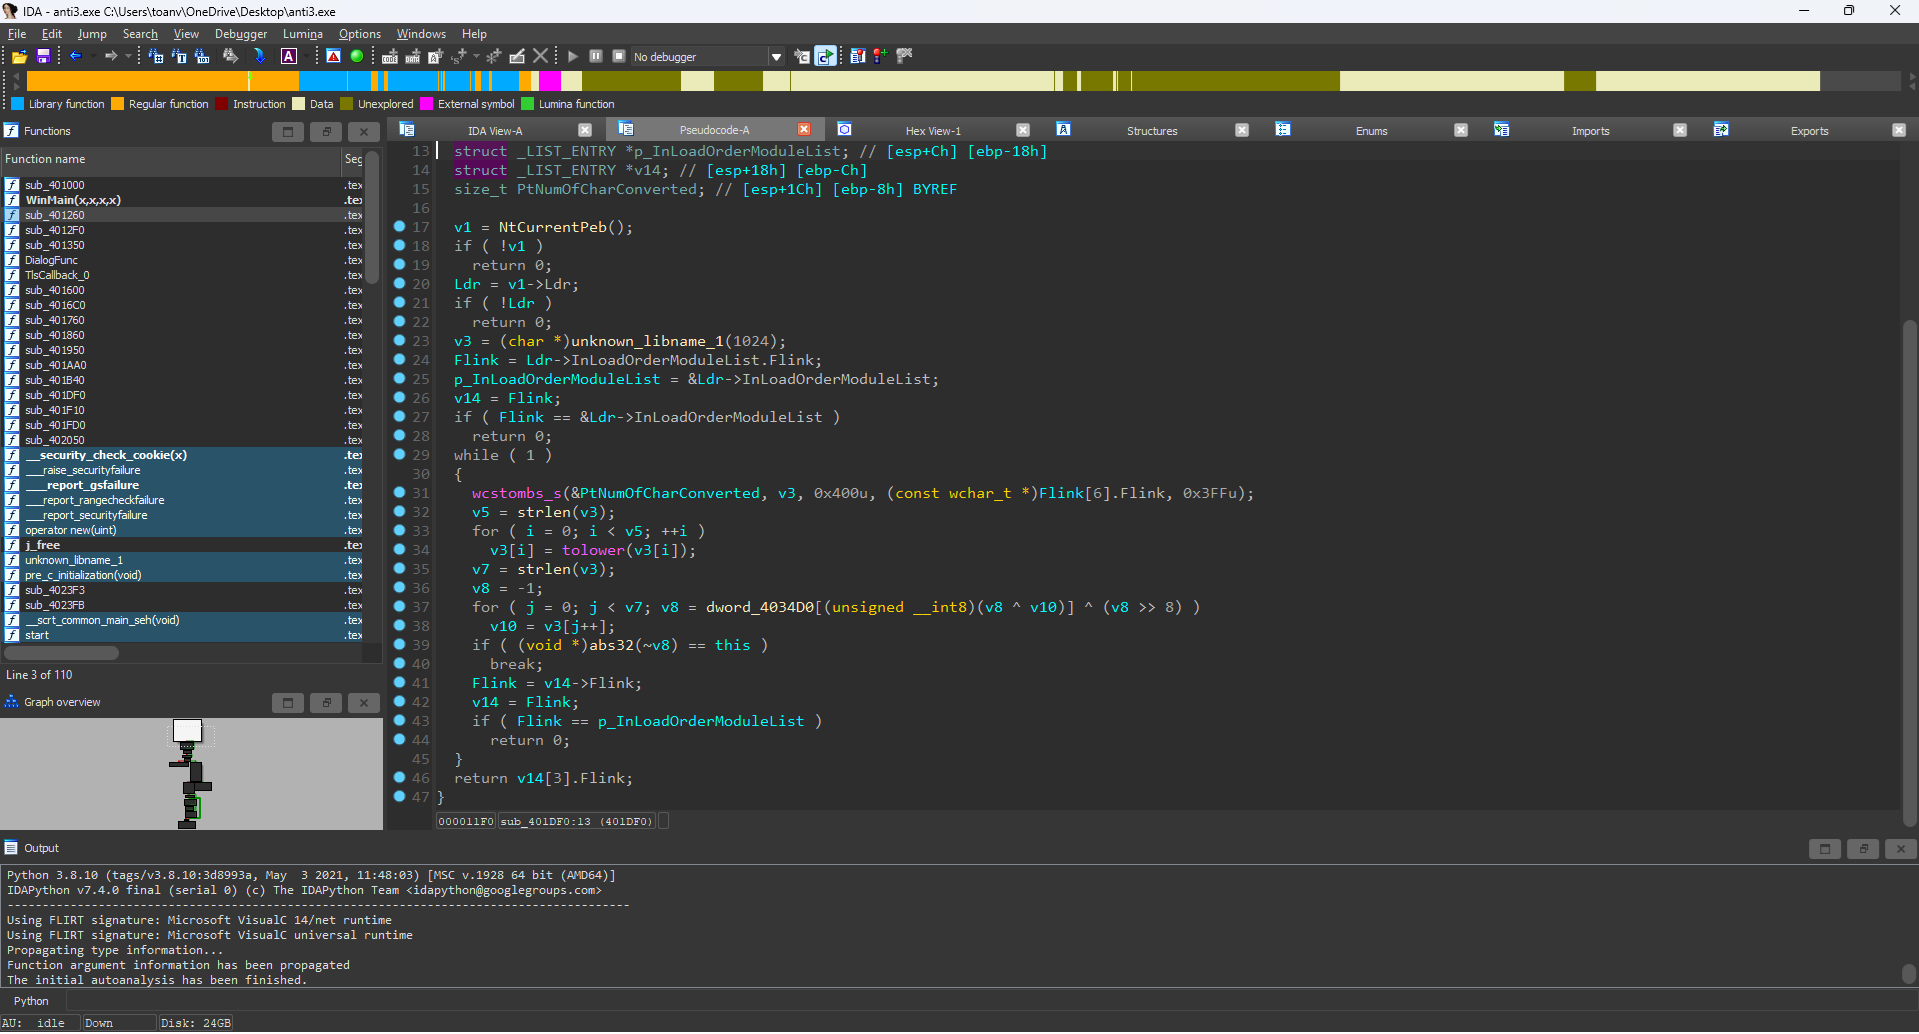 IDA - anti3.exe C:\Users\toanv\OneDrive\Desktop\anti3.exe
File Edit Jump Search View Debugger Lumina Options Windows Help
No debugger
Library function Regular function Instruction Data Unexplored External symbol Lumina function
Functions
IDA View-A Pseudocode-A Hex View-1 Structures Enums Imports Exports
Function name Seg
sub_401000 .tex
WinMain(x,x,x,x) .tex
sub_401260 .tex
sub_4012F0 .tex
sub_401350 .tex
DialogFunc .tex
TlsCallback_0 .tex
sub_401600 .tex
sub_4016C0 .tex
sub_401760 .tex
sub_401860 .tex
sub_401950 .tex
sub_401AA0 .tex
sub_401B40 .tex
sub_401DF0 .tex
sub_401F10 .tex
sub_401FD0 .tex
sub_402050 .tex
__security_check_cookie(x) .tex
___raise_securityfailure .tex
___report_gsfailure .tex
___report_rangecheckfailure .tex
___report_securityfailure .tex
operator new(uint) .tex
j_free .tex
unknown_libname_1 .tex
pre_c_initialization(void) .tex
sub_4023F3 .tex
sub_4023FB .tex
__scrt_common_main_seh(void) .tex
start .tex
Line 3 of 110
Graph overview
13 struct _LIST_ENTRY *p_InLoadOrderModuleList; // [esp+Ch] [ebp-18h]
14 struct _LIST_ENTRY *v14; // [esp+18h] [ebp-Ch]
15 size_t PtNumOfCharConverted; // [esp+1Ch] [ebp-8h] BYREF
16
17 v1 = NtCurrentPeb();
18 if ( !v1 )
19 return 0;
20 Ldr = v1->Ldr;
21 if ( !Ldr )
22 return 0;
23 v3 = (char *)unknown_libname_1(1024);
24 Flink = Ldr->InLoadOrderModuleList.Flink;
25 p_InLoadOrderModuleList = &Ldr->InLoadOrderModuleList;
26 v14 = Flink;
27 if ( Flink == &Ldr->InLoadOrderModuleList )
28 return 0;
29 while ( 1 )
30 {
31 wcstombs_s(&PtNumOfCharConverted, v3, 0x400u, (const wchar_t *)Flink[6].Flink, 0x3FFu);
32 v5 = strlen(v3);
33 for ( i = 0; i < v5; ++i )
34 v3[i] = tolower(v3[i]);
35 v7 = strlen(v3);
36 v8 = -1;
37 for ( j = 0; j < v7; v8 = dword_4034D0[(unsigned __int8)(v8 ^ v10)] ^ (v8 >> 8) )
38 v10 = v3[j++];
39 if ( (void *)abs32(~v8) == this )
40 break;
41 Flink = v14->Flink;
42 v14 = Flink;
43 if ( Flink == p_InLoadOrderModuleList )
44 return 0;
45 }
46 return v14[3].Flink;
47 }
000011F0 sub_401DF0:13 (401DF0)
Output
Python 3.8.10 (tags/v3.8.10:3d8993a, May  3 2021, 11:48:03) [MSC v.1928 64 bit (AMD64)]
IDAPython v7.4.0 final (serial 0) (c) The IDAPython Team <idapython@googlegroups.com>
-----------------------------------------------------------------------------------------
Using FLIRT signature: Microsoft VisualC 14/net runtime
Using FLIRT signature: Microsoft VisualC universal runtime
Propagating type information...
Function argument information has been propagated
The initial autoanalysis has been finished.
Python
AU: idle Down Disk: 24GB